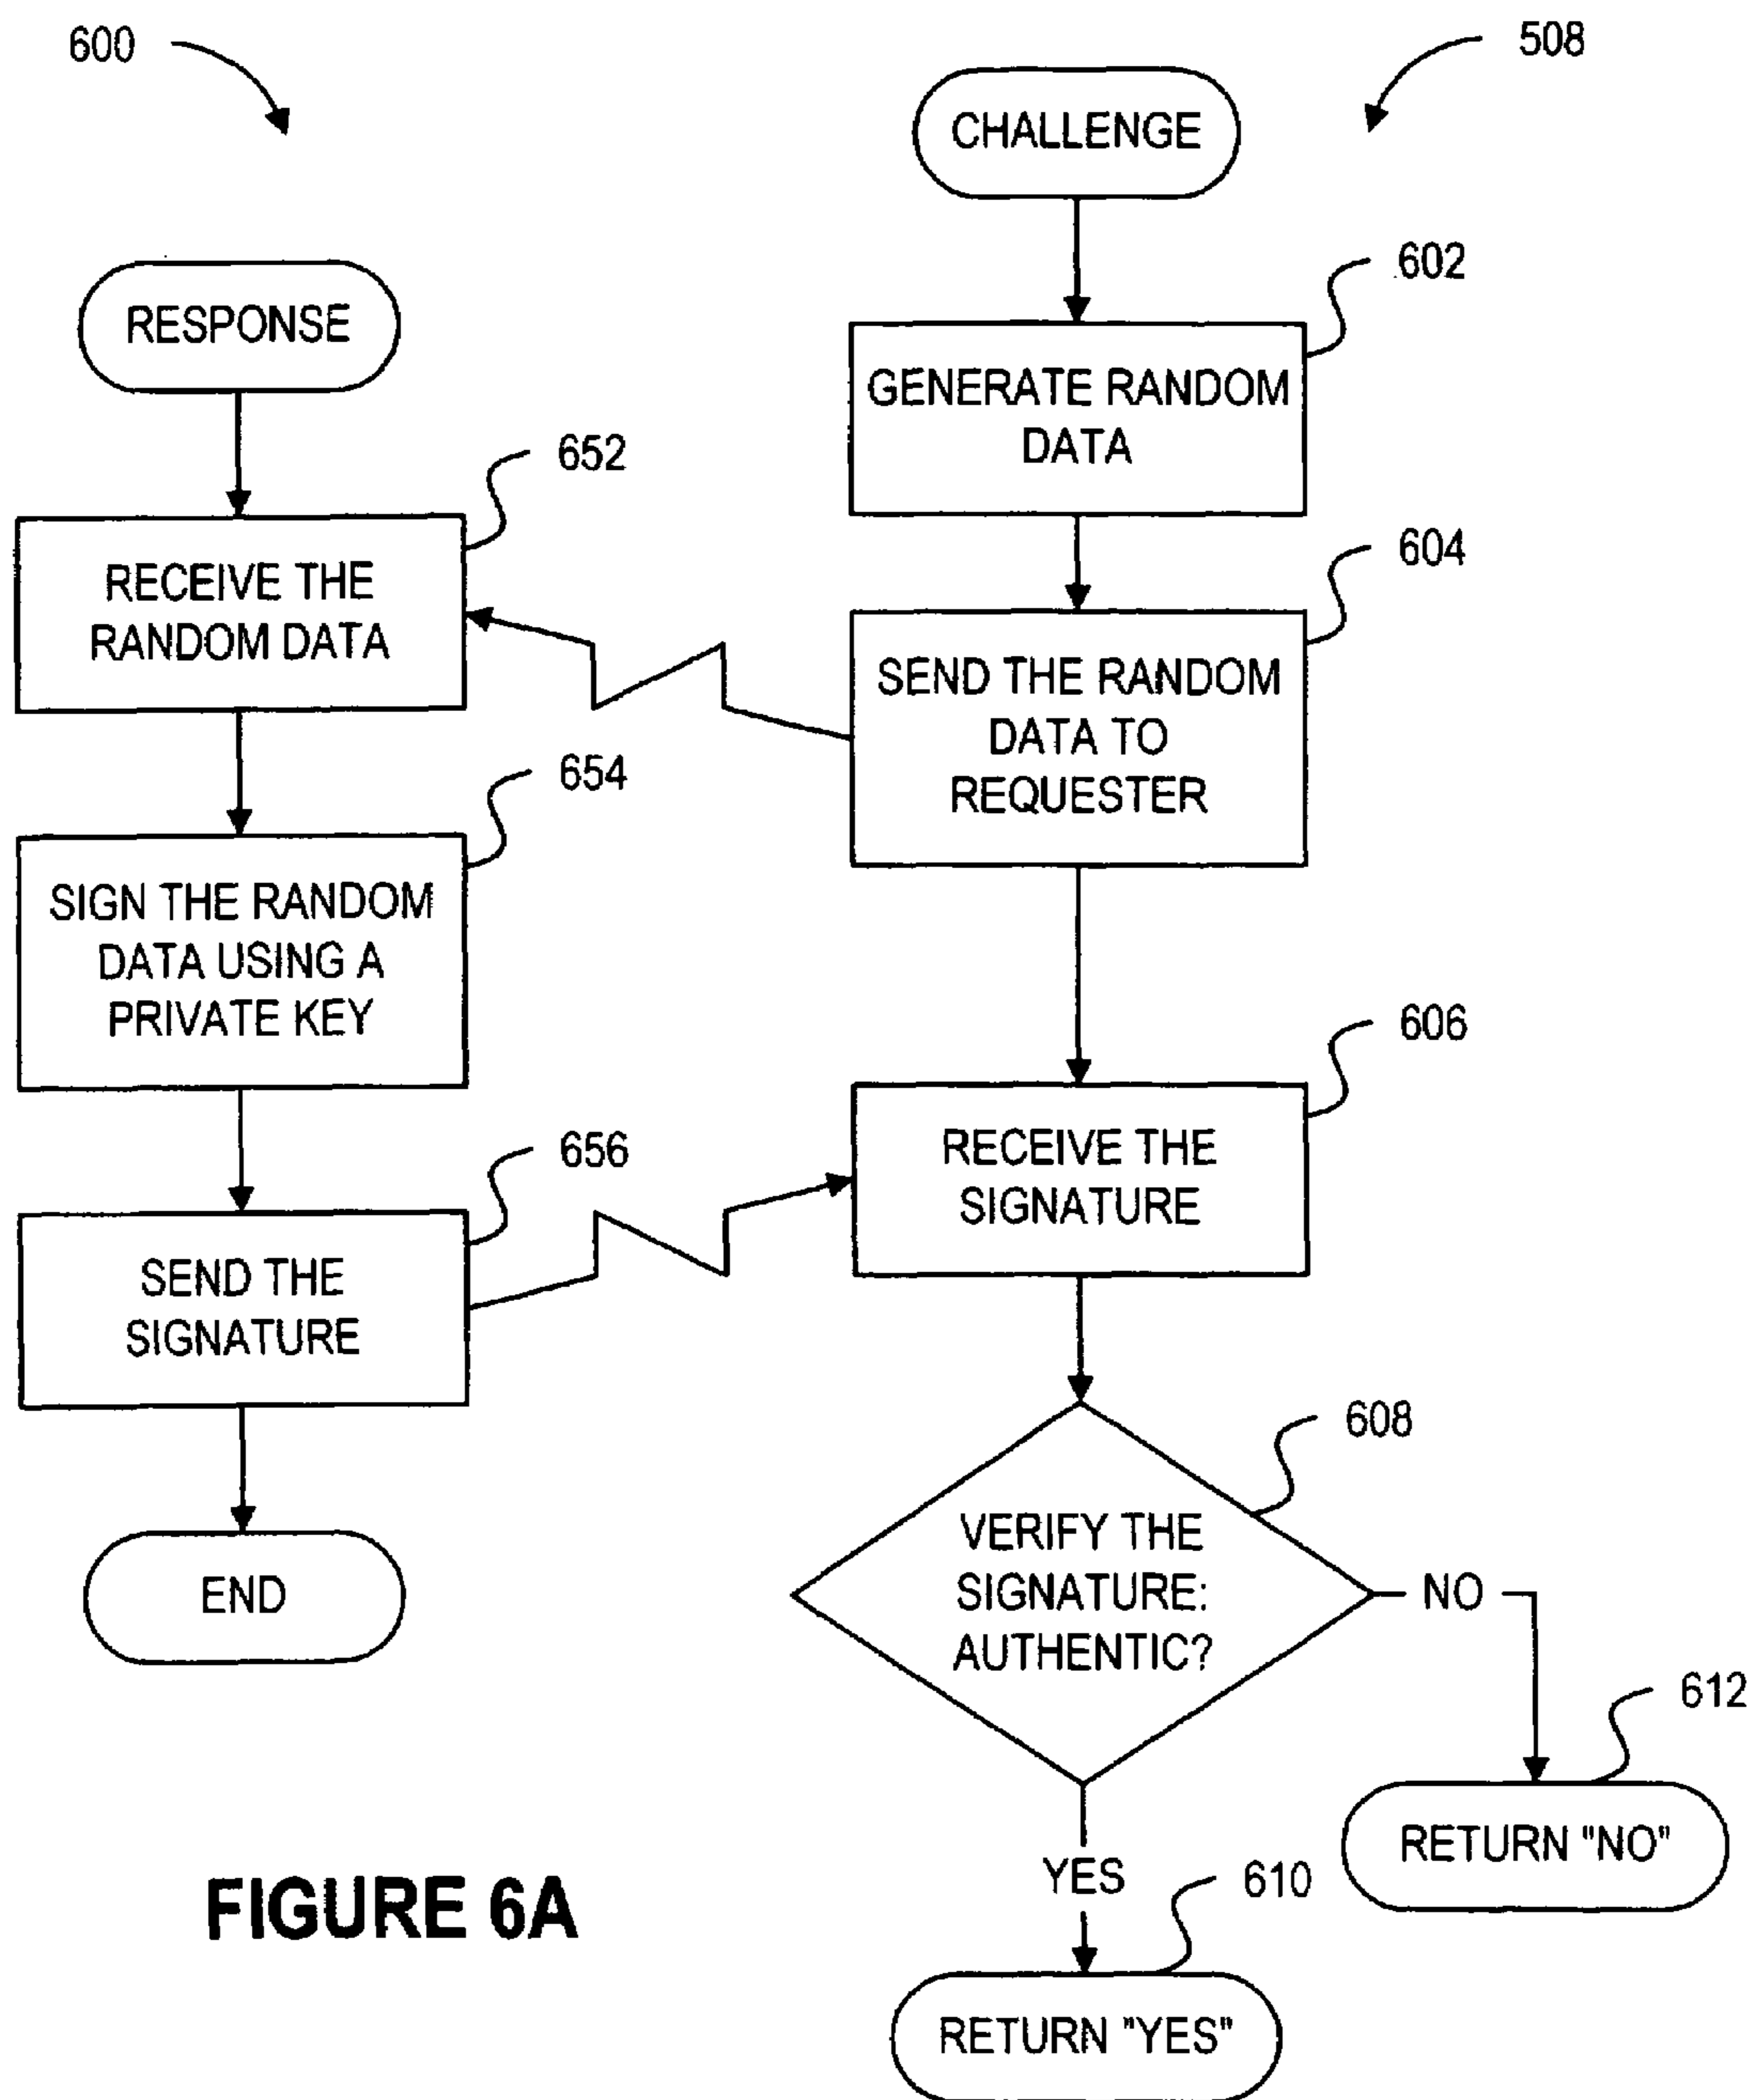 600
508
CHALLENGE
602
RESPONSE
GENERATE RANDOM
DATA
652
604
RECEIVE THE
RANDOM DATA
SEND THE RANDOM
DATA TO
REQUESTER
654
SIGN THE RANDOM
DATA USING A
PRIVATE KEY
606
RECEIVE THE
SIGNATURE
656
SEND THE
SIGNATURE
608
VERIFY THE
SIGNATURE:
AUTHENTIC?
NO
END
612
RETURN "NO"
YES
610
FIGURE 6A
RETURN "YES"